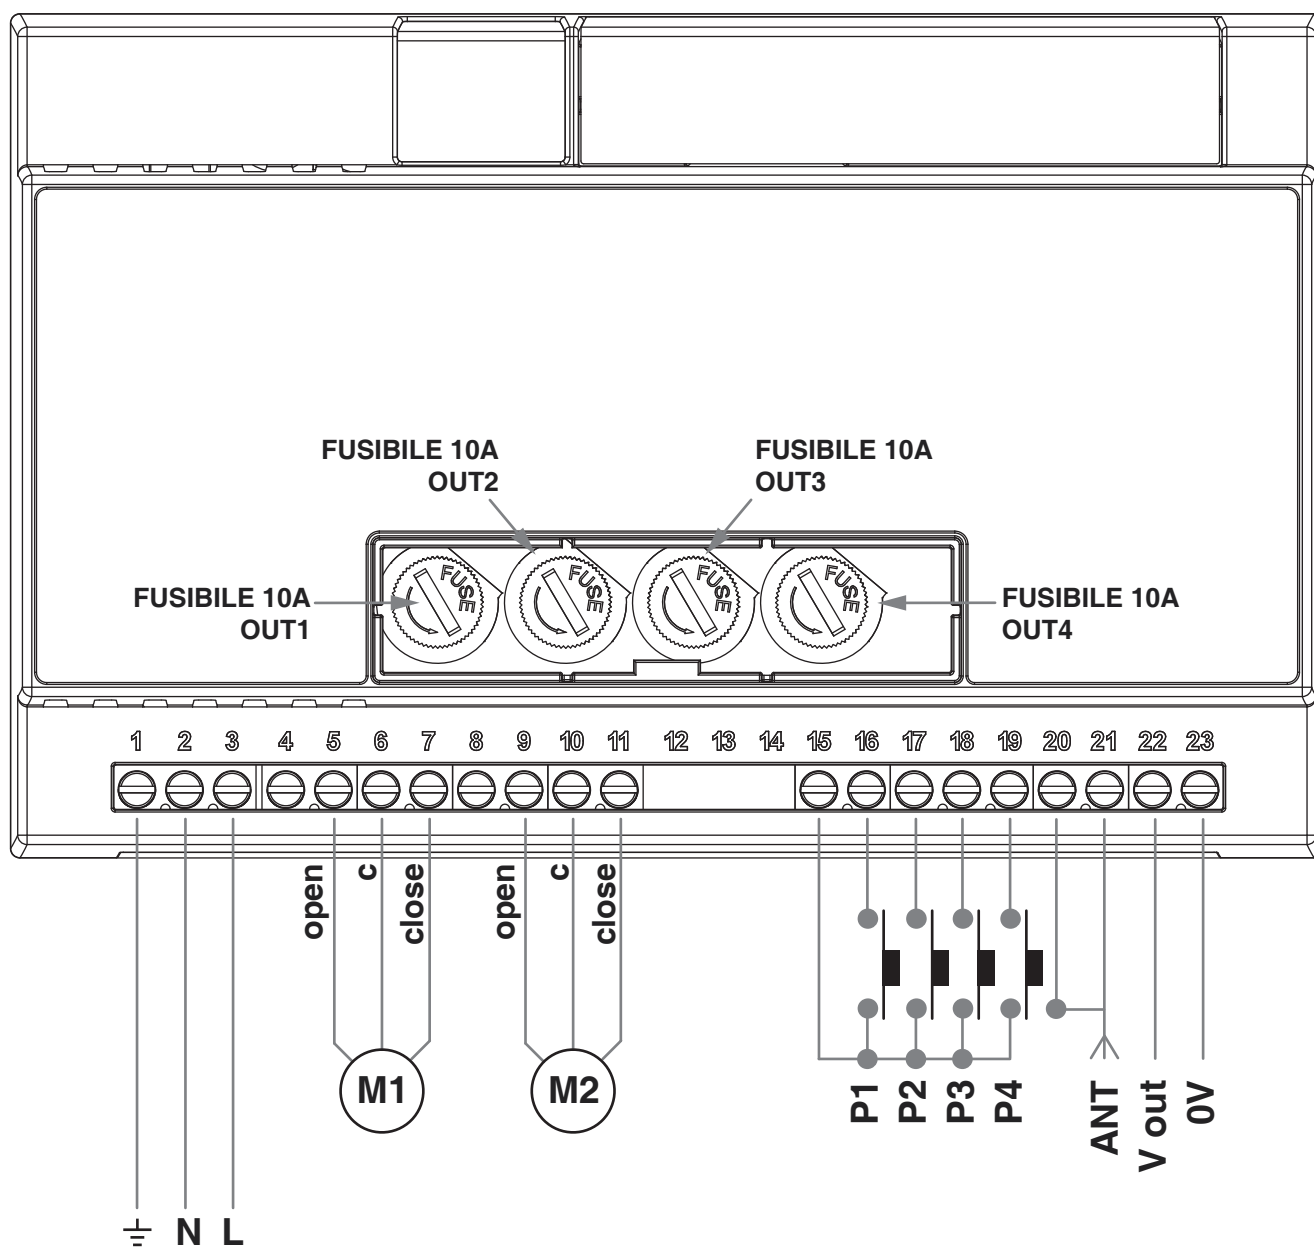 FUSIBILE 10A
OUT2
FUSIBILE 10A
OUT3
FUSIBILE 10A
OUT1
FUSE
FUSE
FUSE
FUSE
FUSIBILE 10A
OUT4
1 2 3 4 5 6 7 8 9 10 11 12 13 14 15 16 17 18 19 20 21 22 23
open
c
close
open
c
close
M1
M2
P1
P2
P3
P4
ANT
V out
0V
N L